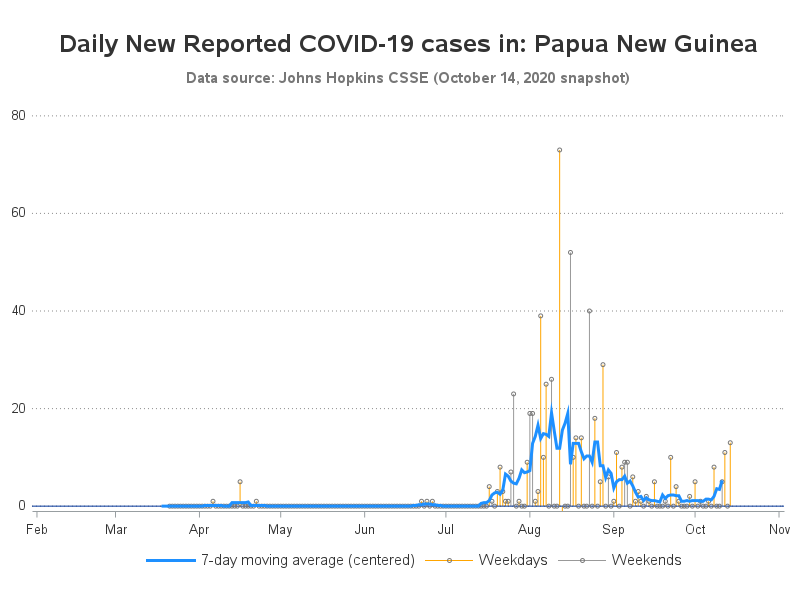 Daily New Reported COVID-19 cases in: Papua New Guinea
Data source: Johns Hopkins CSSE (October 14, 2020 snapshot)
80
60
40
20
0
Feb Mar Apr May Jun Jul Aug Sep Oct Nov
7-day moving average (centered) Weekdays Weekends